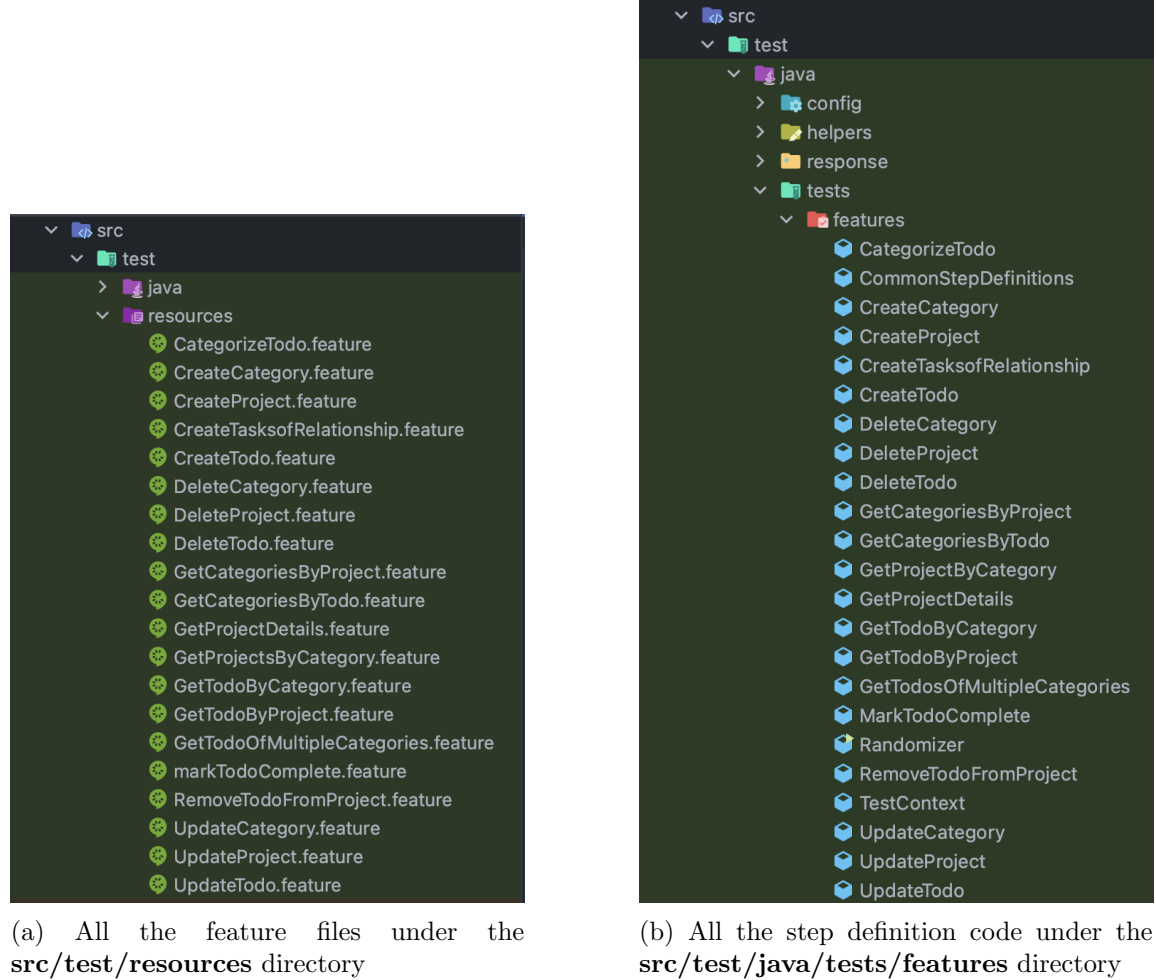 src
test
java
resources
CategorizeTodo.feature
CreateCategory.feature
CreateProject.feature
CreateTasksofRelationship.feature
CreateTodo.feature
DeleteCategory.feature
DeleteProject.feature
DeleteTodo.feature
GetCategoriesByProject.feature
GetCategoriesByTodo.feature
GetProjectDetails.feature
GetProjectsByCategory.feature
GetTodoByCategory.feature
GetTodoByProject.feature
GetTodoOfMultipleCategories.feature
markTodoComplete.feature
RemoveTodoFromProject.feature
UpdateCategory.feature
UpdateProject.feature
UpdateTodo.feature
(a) All the feature files under the
src/test/resources directory
src
test
java
config
helpers
response
tests
features
CategorizeTodo
CommonStepDefinitions
CreateCategory
CreateProject
CreateTasksofRelationship
CreateTodo
DeleteCategory
DeleteProject
DeleteTodo
GetCategoriesByProject
GetCategoriesByTodo
GetProjectByCategory
GetProjectDetails
GetTodoByCategory
GetTodoByProject
GetTodosOfMultipleCategories
MarkTodoComplete
Randomizer
RemoveTodoFromProject
TestContext
UpdateCategory
UpdateProject
UpdateTodo
(b) All the step definition code under the
src/test/java/tests/features directory